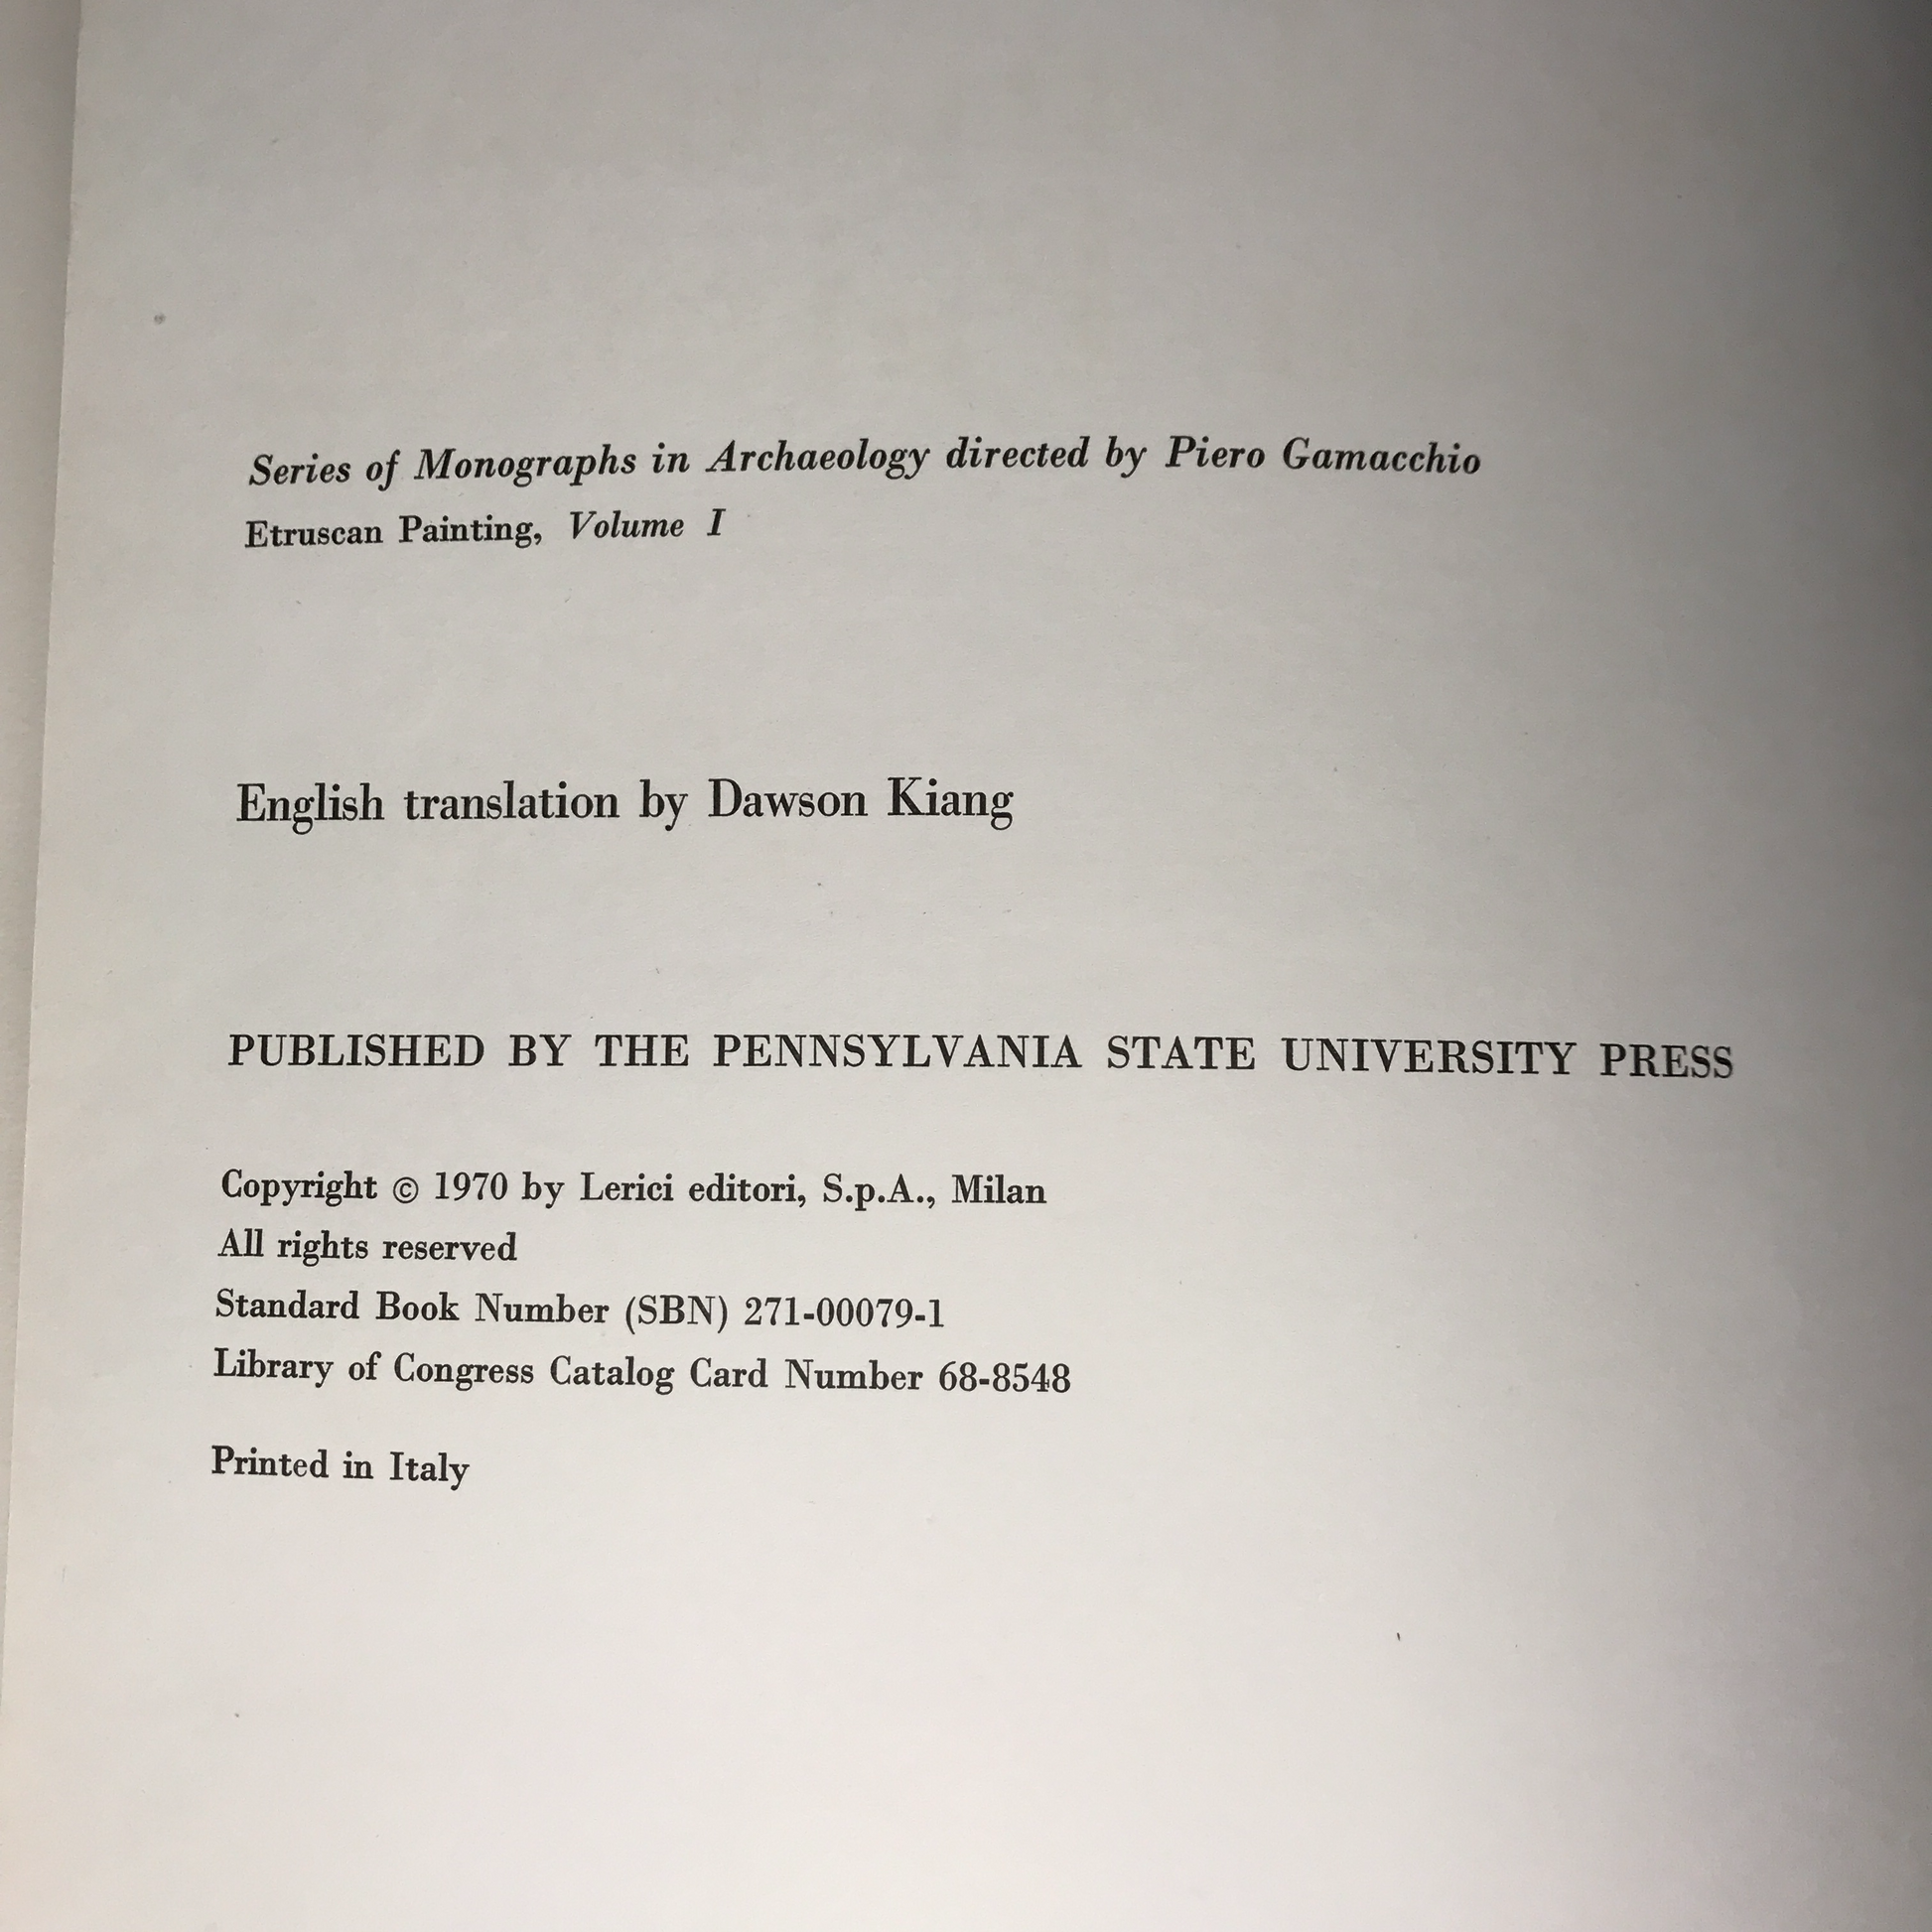 Series of Monographs in Archaeology directed by Piero Gamacchio
Etruscan Painting, Volume I
English translation by Dawson Kiang
PUBLISHED BY THE PENNSYLVANIA STATE UNIVERSITY PRESS
Copyright © 1970 by Lerici editori, S.p.A., Milan
All rights reserved
Standard Book Number (SBN) 271-00079-1
Library of Congress Catalog Card Number 68-8548
Printed in Italy